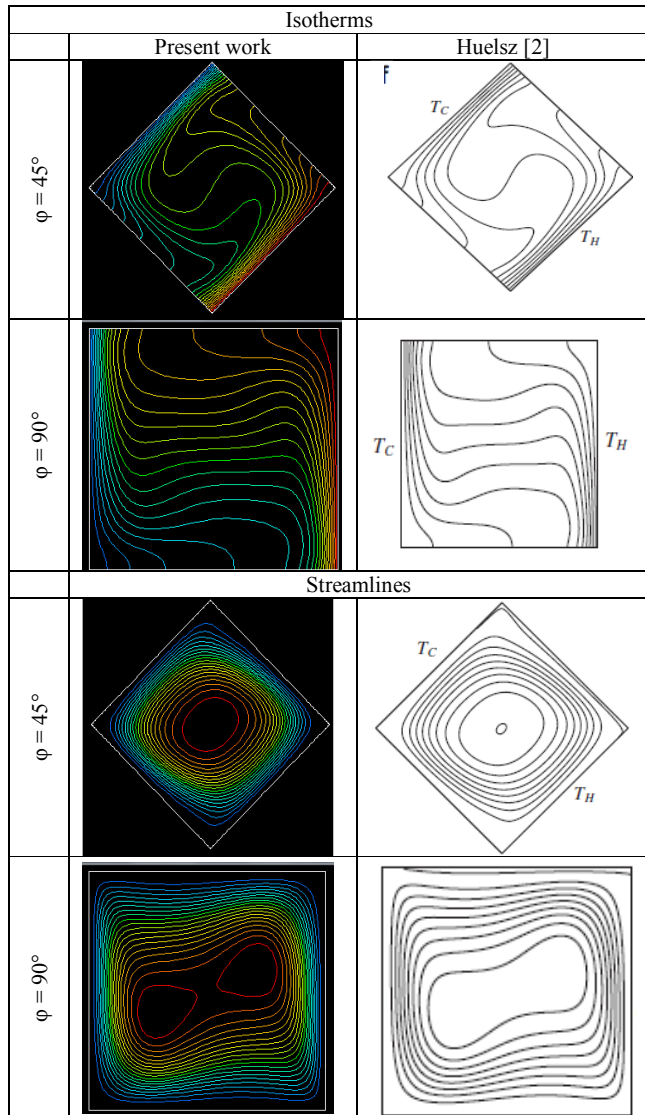 Isotherms
Present work Huelsz [2]
φ = 45°
f
T_C
T_H
φ = 90°
T_C
T_H
Streamlines
φ = 45°
T_C
T_H
φ = 90°